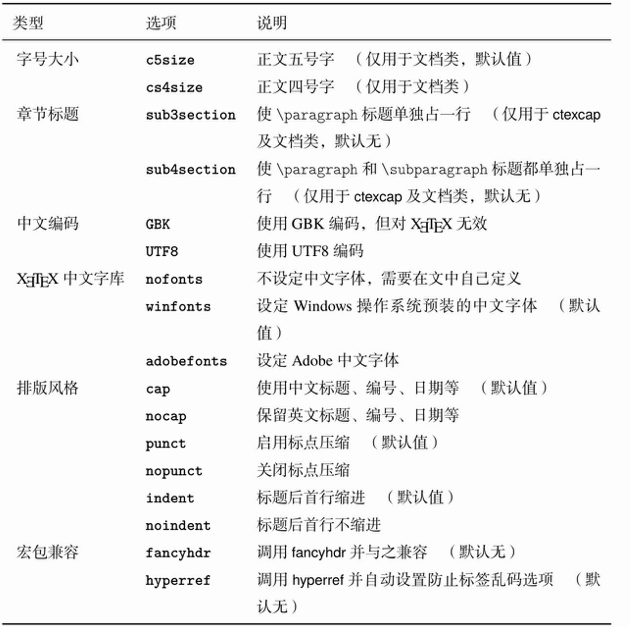 类型 选项 说明
字号大小 c5size 正文五号字 （仅用于文档类，默认值）
cs4size 正文四号字 （仅用于文档类）
章节标题 sub3section 使 \paragraph 标题单独占一行 （仅用于 ctexcap
及文档类，默认无）
sub4section 使 \paragraph 和 \subparagraph 标题都单独占一
行 （仅用于 ctexcap 及文档类，默认无）
中文编码 GBK 使用 GBK 编码，但对 XƎTEX 无效
UTF8 使用 UTF8 编码
XƎTEX 中文字库 nofonts 不设定中文字体，需要在文中自己定义
winfonts 设定 Windows 操作系统预装的中文字体 （默认
值）
adobefonts 设定 Adobe 中文字体
排版风格 cap 使用中文标题、编号、日期等 （默认值）
nocap 保留英文标题、编号、日期等
punct 启用标点压缩 （默认值）
nopunct 关闭标点压缩
indent 标题后首行缩进 （默认值）
noindent 标题后首行不缩进
宏包兼容 fancyhdr 调用 fancyhdr 并与之兼容 （默认无）
hyperref 调用 hyperref 并自动设置防止标签乱码选项 （默
认无）